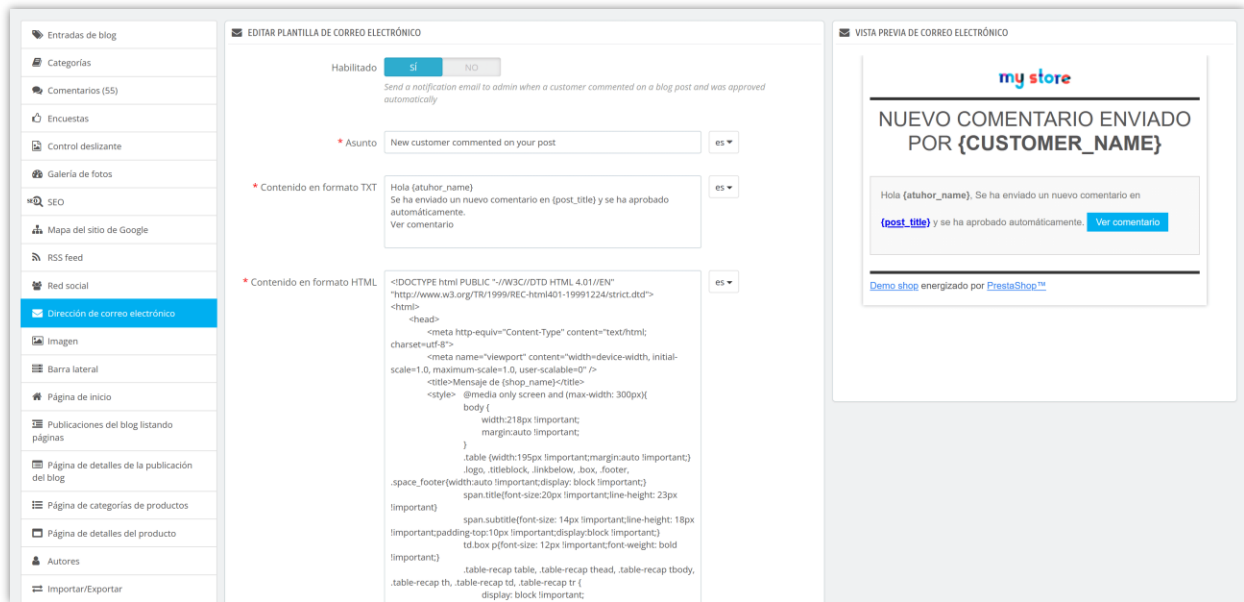 Entradas de blog
Categorías
Comentarios (55)
Encuestas
Control deslizante
Galería de fotos
SEO
Mapa del sitio de Google
RSS feed
Red social
Dirección de correo electrónico
Imagen
Barra lateral
Página de inicio
Publicaciones del blog listando
páginas
Página de detalles de la publicación
del blog
Página de categorías de productos
Página de detalles del producto
Autores
Importar/Exportar
EDITAR PLANTILLA DE CORREO ELECTRÓNICO
Habilitado SÍ NO
Send a notification email to admin when a customer commented on a blog post and was approved
automatically
* Asunto New customer commented on your post es
* Contenido en formato TXT Hola {atuhor_name} es
Se ha enviado un nuevo comentario en {post_title} y se ha aprobado
automáticamente.
Ver comentario
* Contenido en formato HTML <!DOCTYPE html PUBLIC "-//W3C//DTD HTML 4.01//EN" es
"http://www.w3.org/TR/1999/REC-html401-19991224/strict.dtd">
<html>
<head>
<meta http-equiv="Content-Type" content="text/html;
charset=utf-8">
<meta name="viewport" content="width=device-width, initial-
scale=1.0, maximum-scale=1.0, user-scalable=0" />
<title>Mensaje de {shop_name}</title>
<style> @media only screen and (max-width: 300px){
body {
width:218px !important;
margin:auto !important;
}
.table {width:195px !important;margin:auto !important;}
.logo, .titleblock, .linkbelow, .box, .footer,
.space_footer{width:auto !important;display: block !important;}
span.title{font-size:20px !important;line-height: 23px
!important}
span.subtitle{font-size: 14px !important;line-height: 18px
!important;padding-top:10px !important;display:block !important;}
td.box p{font-size: 12px !important;font-weight: bold
!important;}
.table-recap table, .table-recap thead, .table-recap tbody,
.table-recap th, .table-recap td, .table-recap tr {
display: block !important;
VISTA PREVIA DE CORREO ELECTRÓNICO
my store
NUEVO COMENTARIO ENVIADO
POR {CUSTOMER_NAME}
Hola {atuhor_name}, Se ha enviado un nuevo comentario en
{post_title} y se ha aprobado automáticamente. Ver comentario
Demo shop energizado por PrestaShop™